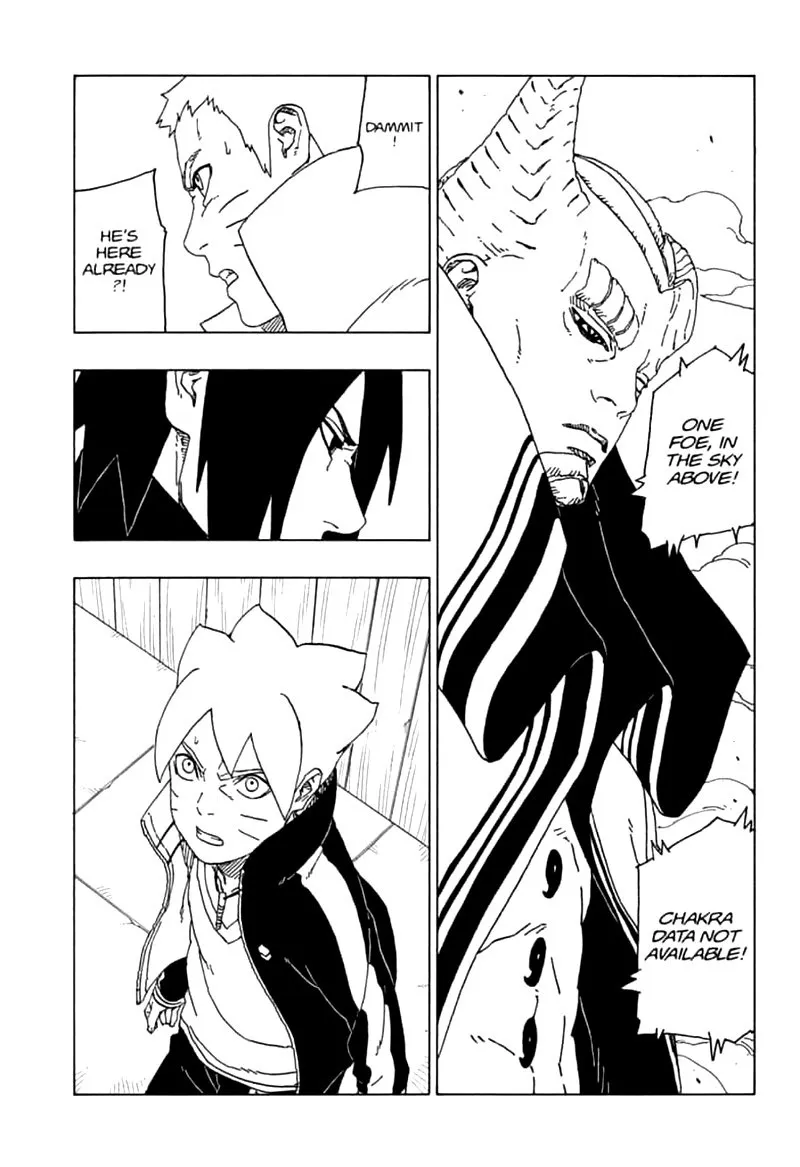 ONE
FOE, IN
THE SKY
ABOVE!
CHAKRA
DATA NOT
AVAILABLE!
DAMMIT
!
HE'S
HERE
ALREADY
?!